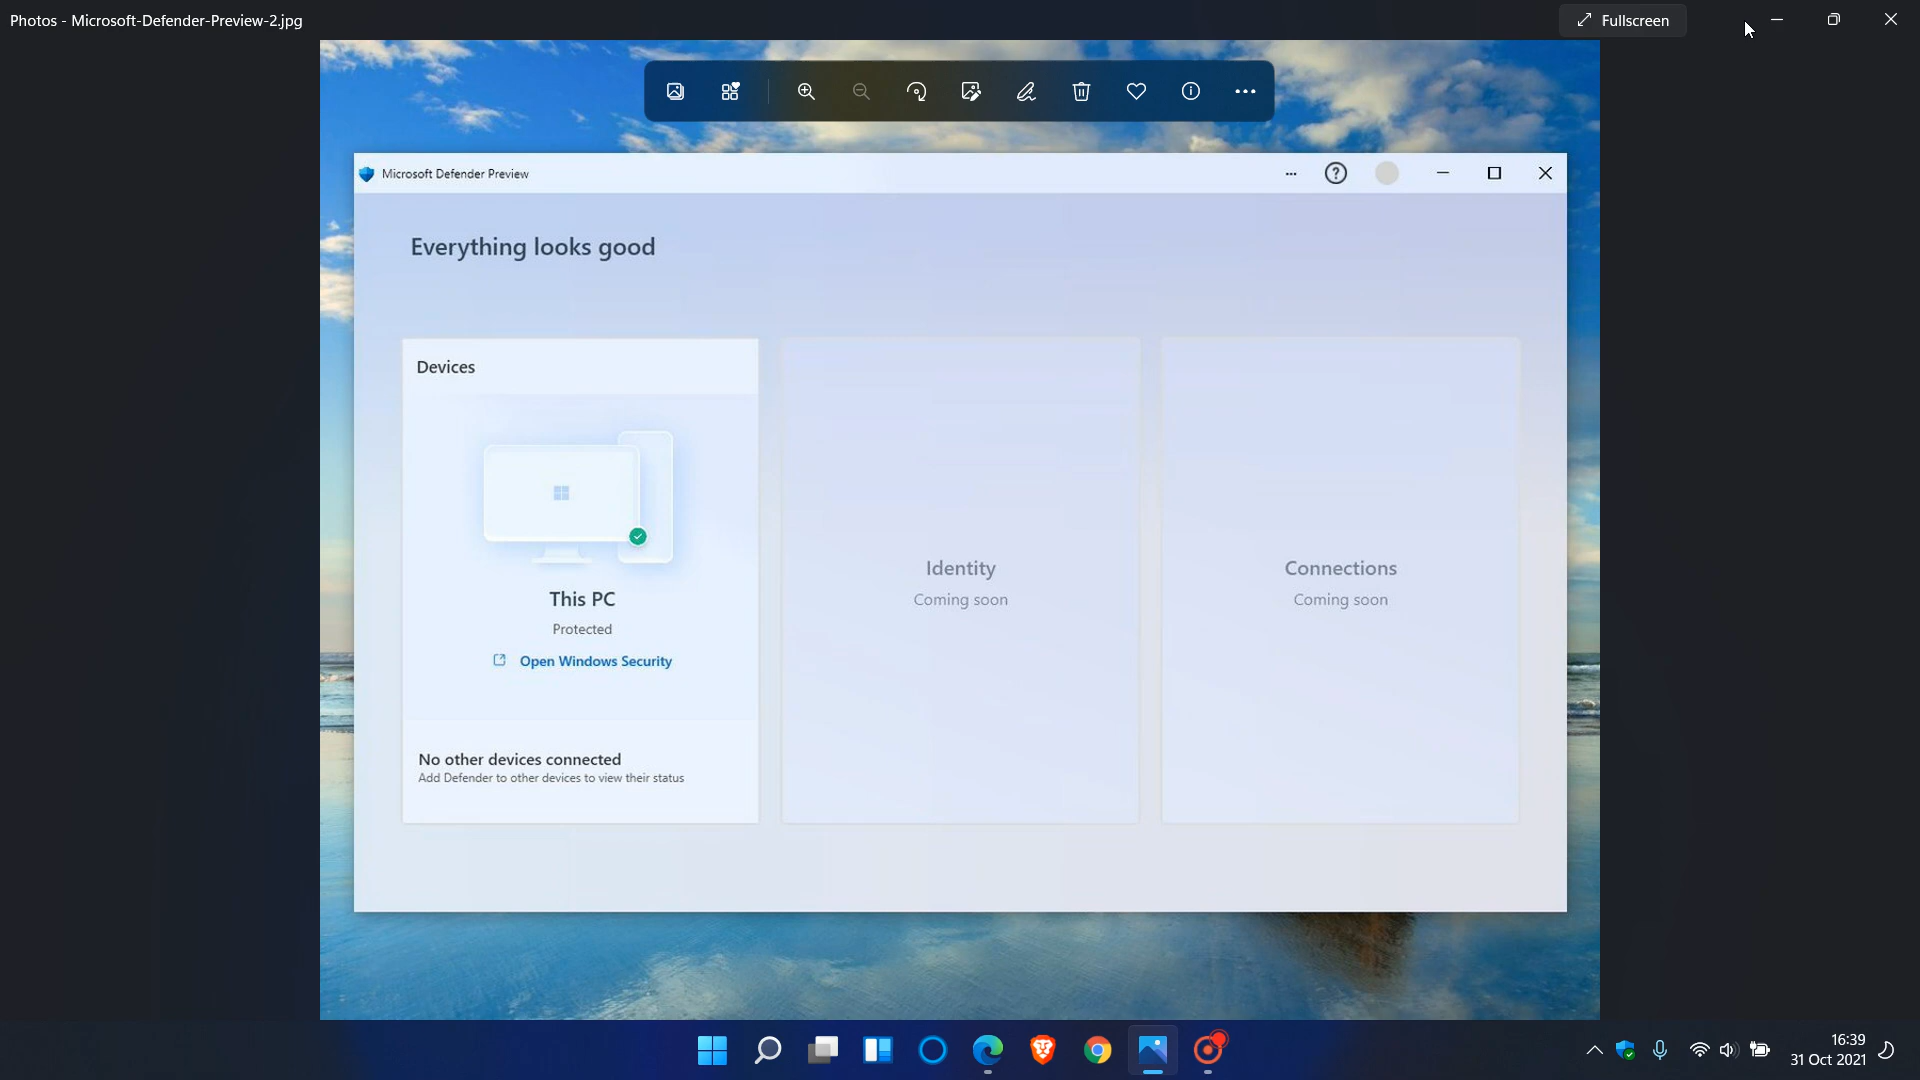 Photos - Microsoft-Defender-Preview-2.jpg
Fullscreen
Microsoft Defender Preview
Everything looks good
Devices
This PC
Protected
Open Windows Security
No other devices connected
Add Defender to other devices to view their status
Identity
Coming soon
Connections
Coming soon
16:39
31 Oct 2021